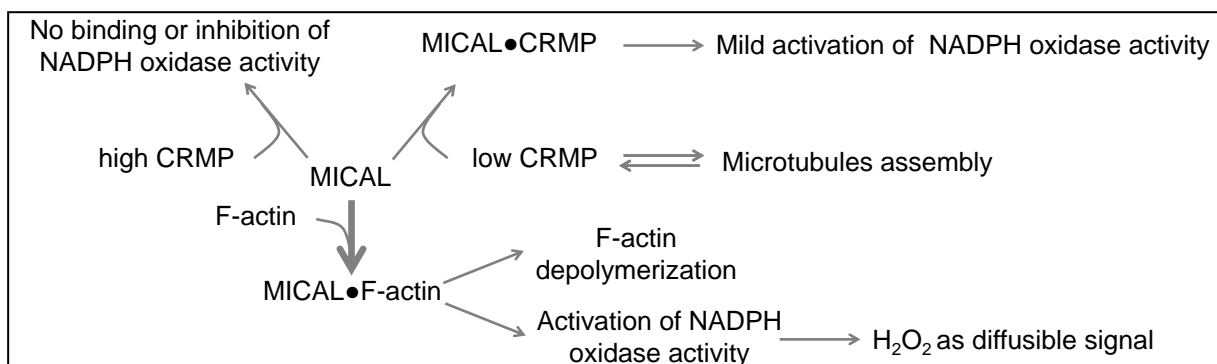 No binding or inhibition of
NADPH oxidase activity
MICAL●CRMP
Mild activation of NADPH oxidase activity
high CRMP
low CRMP
Microtubules assembly
MICAL
F-actin
F-actin
depolymerization
MICAL●F-actin
Activation of NADPH
oxidase activity
H₂O₂ as diffusible signal